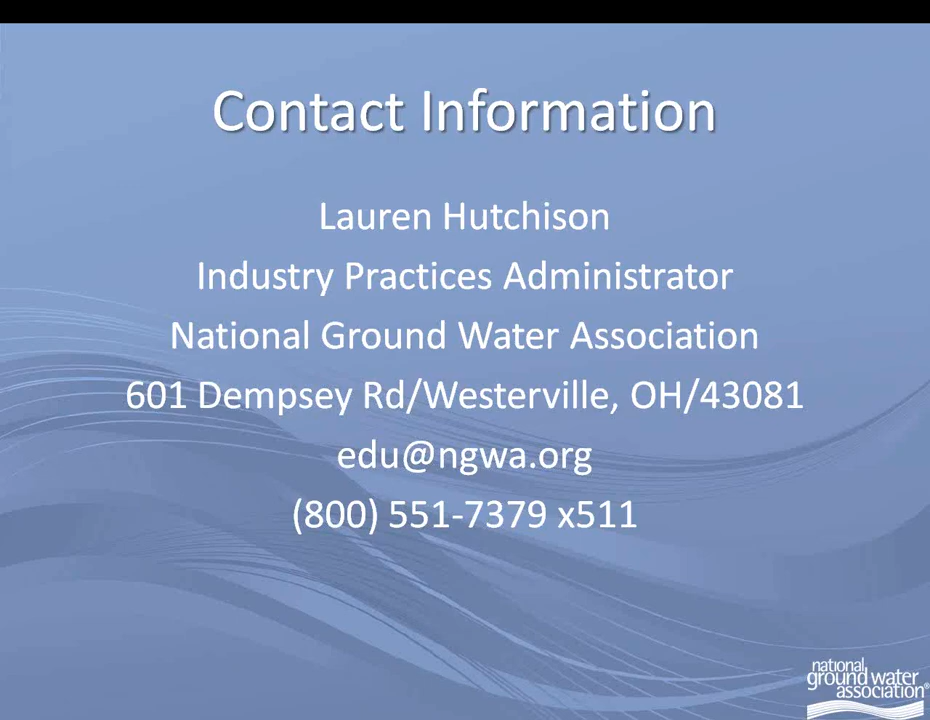 Contact Information
Lauren Hutchison
Industry Practices Administrator
National Ground Water Association
601 Dempsey Rd/Westerville, OH/43081
edu@ngwa.org
(800) 551-7379 x511
national
ground water
association®